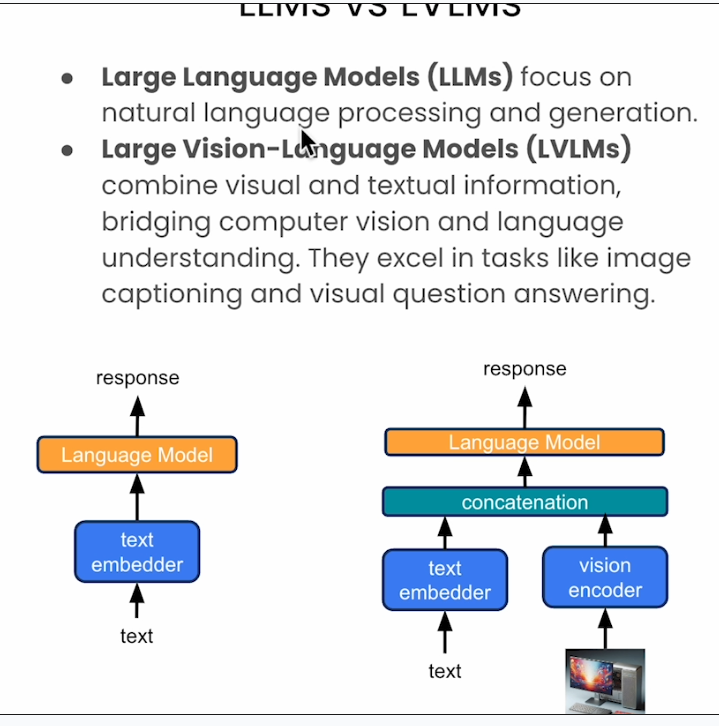 LLMS VS LVLMS
● Large Language Models (LLMs) focus on
natural language processing and generation.
● Large Vision-Language Models (LVLMs)
combine visual and textual information,
bridging computer vision and language
understanding. They excel in tasks like image
captioning and visual question answering.
response
Language Model
text
embedder
text
response
Language Model
concatenation
text
embedder
vision
encoder
text